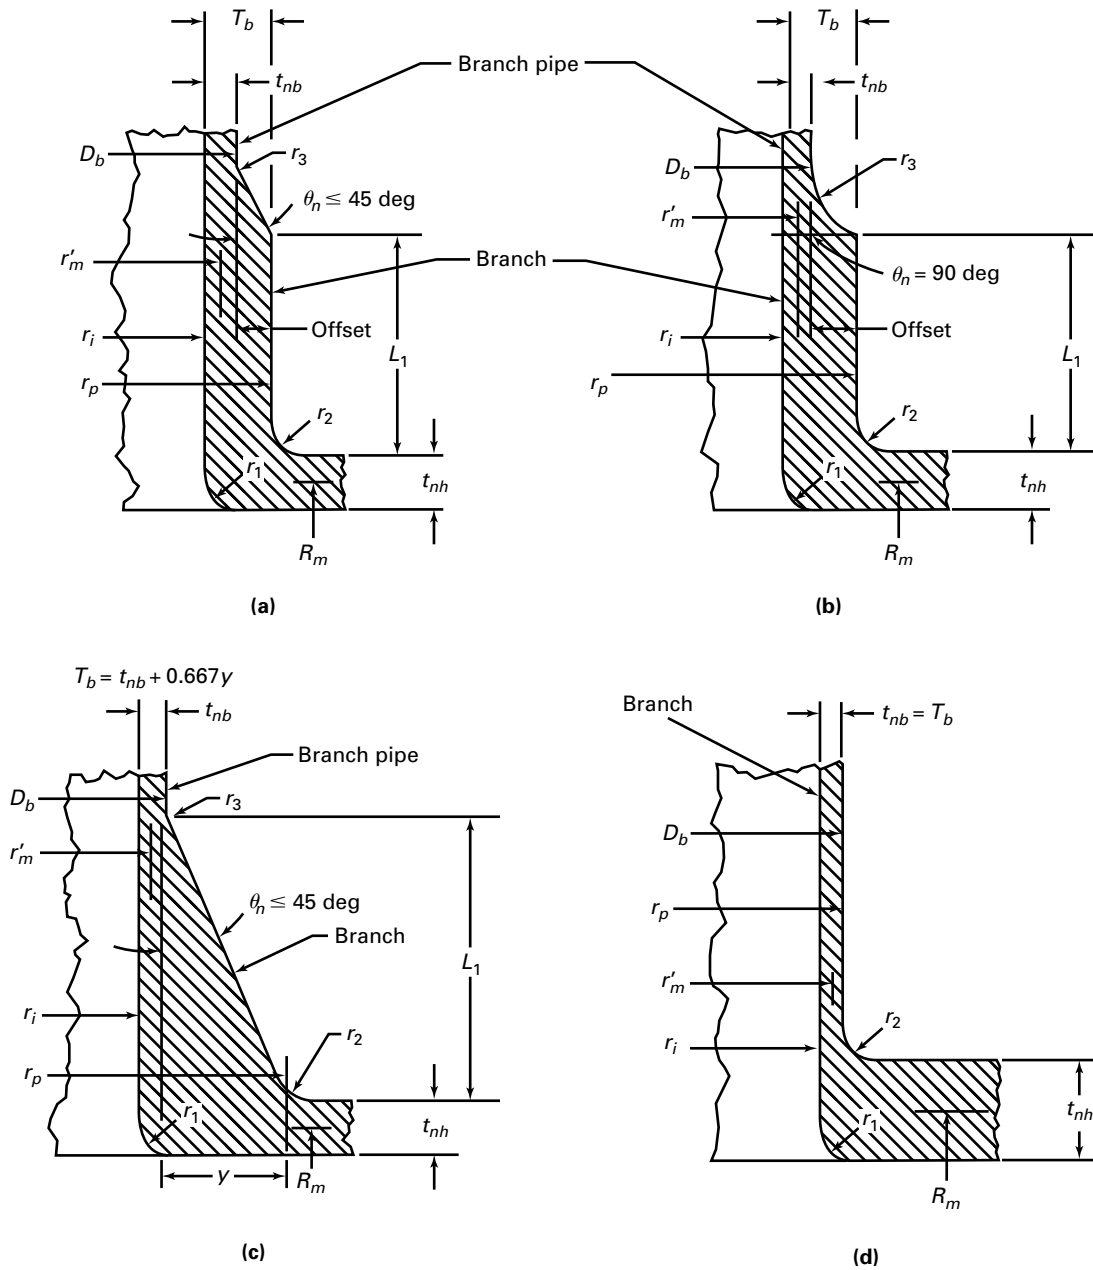 T_b
T_b
Branch pipe
t_nb
t_nb
D_b
r_3
D_b
r_3
θ_n ≤ 45 deg
r'_m
r'_m
Branch
θ_n = 90 deg
r_i
Offset
r_i
Offset
L_1
L_1
r_p
r_p
r_2
r_2
r_1
r_1
t_nh
t_nh
R_m
R_m
(a)
(b)
T_b = t_nb + 0.667y
t_nb
Branch
t_nb = T_b
Branch pipe
D_b
r_3
D_b
r'_m
θ_n ≤ 45 deg
r_p
Branch
L_1
r'_m
r_i
r_2
r_2
r_i
r_p
r_1
t_nh
r_1
t_nh
y
R_m
R_m
(c)
(d)